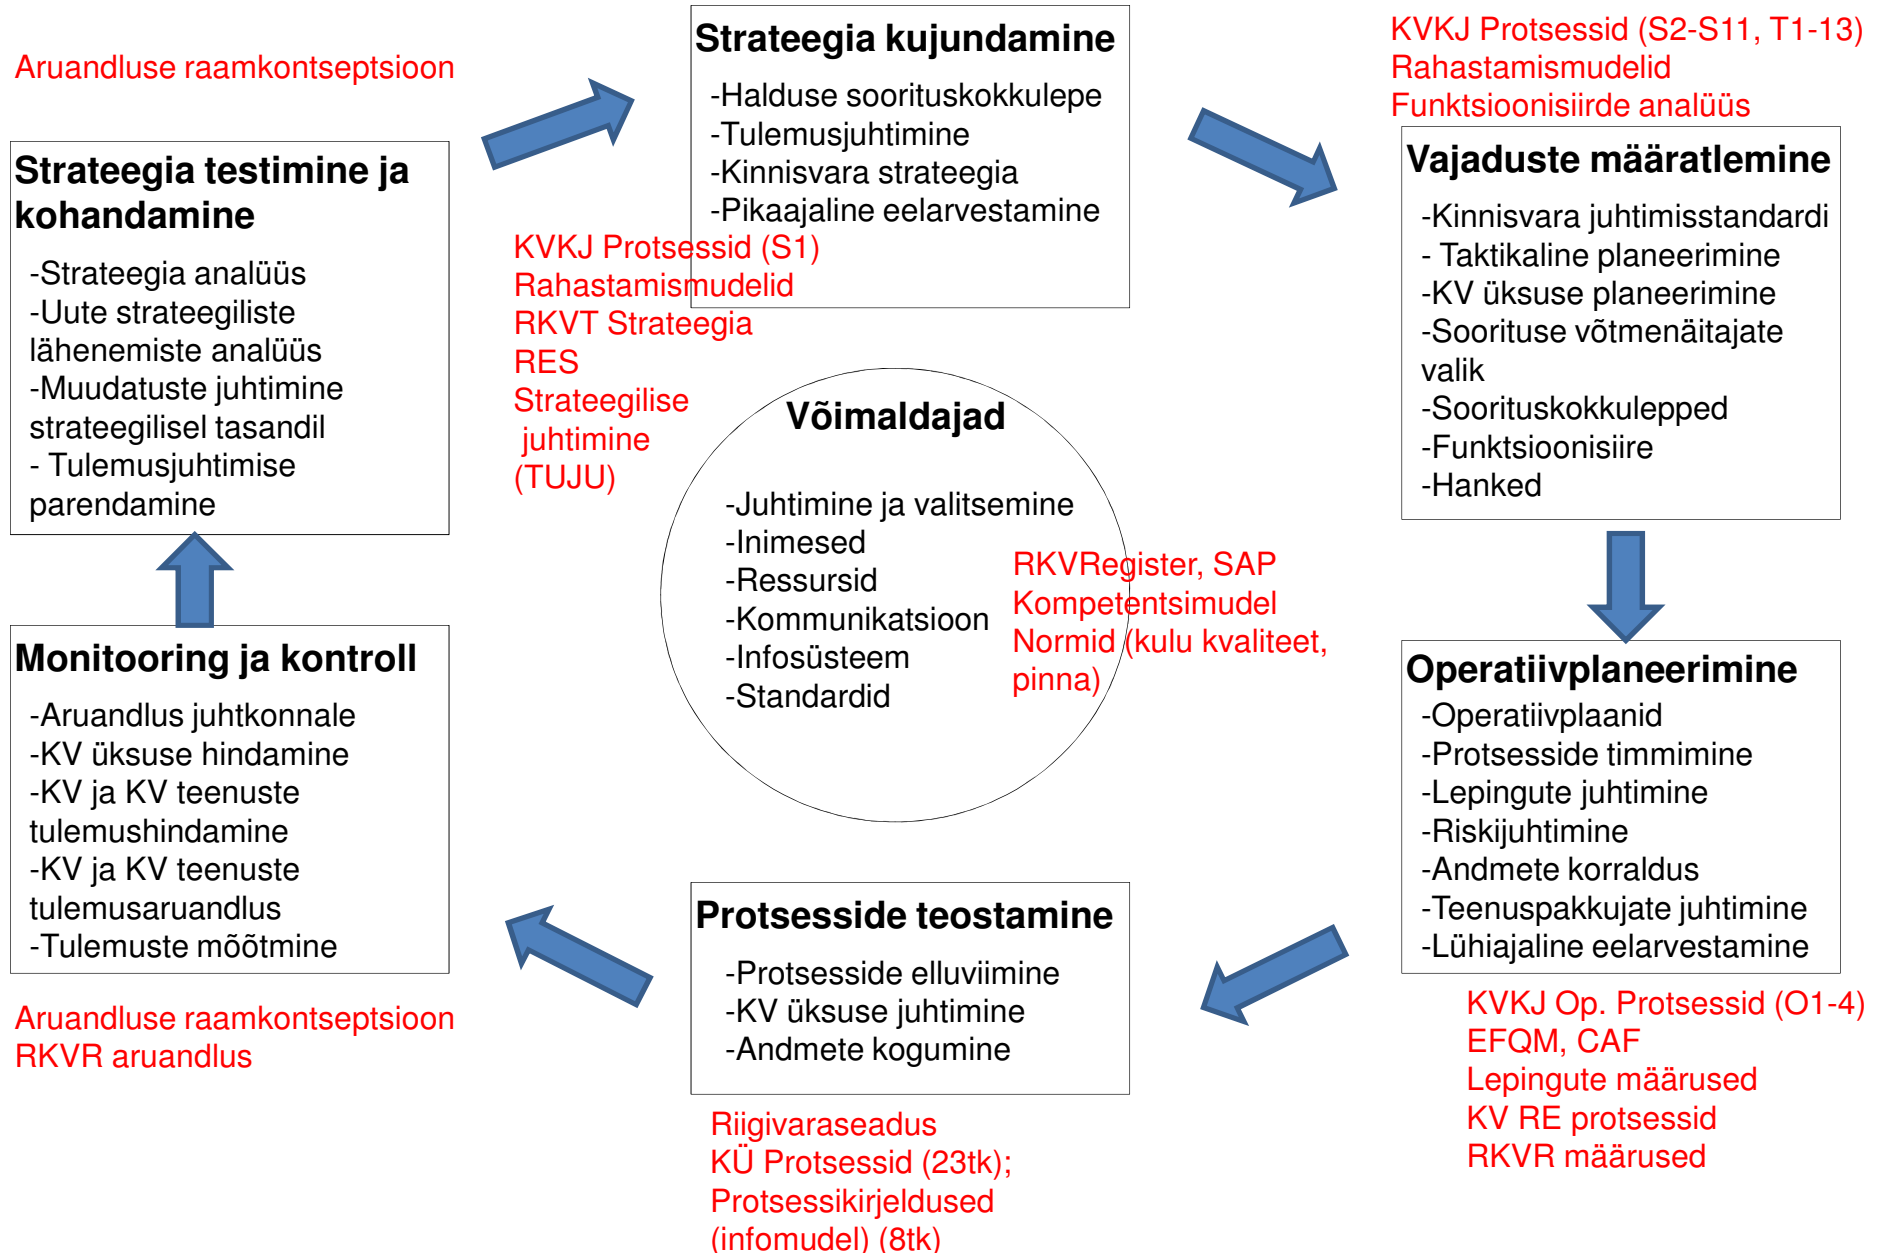 Aruandluse raamkontseptsioon
Strateegia kujundamine
-Halduse soorituskokkulepe
-Tulemusjuhtimine
-Kinnisvara strateegia
-Pikaajaline eelarvestamine
KVKJ Protsessid (S1)
Rahastamismudelid
RKVT Strateegia
RES
Strateegilise
juhtimine
(TUJU)
KVKJ Protsessid (S2-S11, T1-13)
Rahastamismudelid
Funktsioonisiirde analüüs
Vajaduste määratlemine
-Kinnisvara juhtimisstandardi
- Taktikaline planeerimine
-KV üksuse planeerimine
-Soorituse võtmenäitajate
valik
-Soorituskokkulepped
-Funktsioonisiire
-Hanked
Strateegia testimine ja
kohandamine
-Strateegia analüüs
-Uute strateegiliste
lähenemiste analüüs
-Muudatuste juhtimine
strateegilisel tasandil
- Tulemusjuhtimise
parendamine
Võimaldajad
-Juhtimine ja valitsemine
-Inimesed
-Ressursid
-Kommunikatsioon
-Infosüsteem
-Standardid
RKVRegister, SAP
Kompetentsimudel
Normid (kulu kvaliteet,
pinna)
Operatiivplaneerimine
-Operatiivplaanid
-Protsesside timmimine
-Lepingute juhtimine
-Riskijuhtimine
-Andmete korraldus
-Teenuspakkujate juhtimine
-Lühiajaline eelarvestamine
KVKJ Op. Protsessid (O1-4)
EFQM, CAF
Lepingute määrused
KV RE protsessid
RKVR määrused
Protsesside teostamine
-Protsesside elluviimine
-KV üksuse juhtimine
-Andmete kogumine
Riigivaraseadus
KÜ Protsessid (23tk);
Protsessikirjeldused
(infomudel) (8tk)
Monitooring ja kontroll
-Aruandlus juhtkonnale
-KV üksuse hindamine
-KV ja KV teenuste
tulemushindamine
-KV ja KV teenuste
tulemusaruandlus
-Tulemuste mõõtmine
Aruandluse raamkontseptsioon
RKVR aruandlus